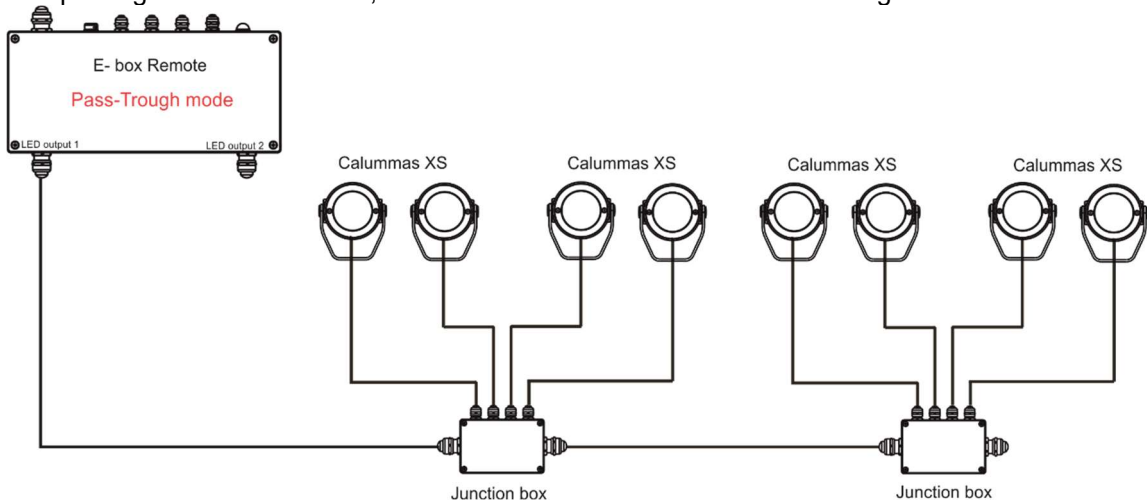 E- box Remote
Pass-Trough mode
LED output 1
LED output 2
Calummas XS
Calummas XS
Calummas XS
Calummas XS
Junction box
Junction box